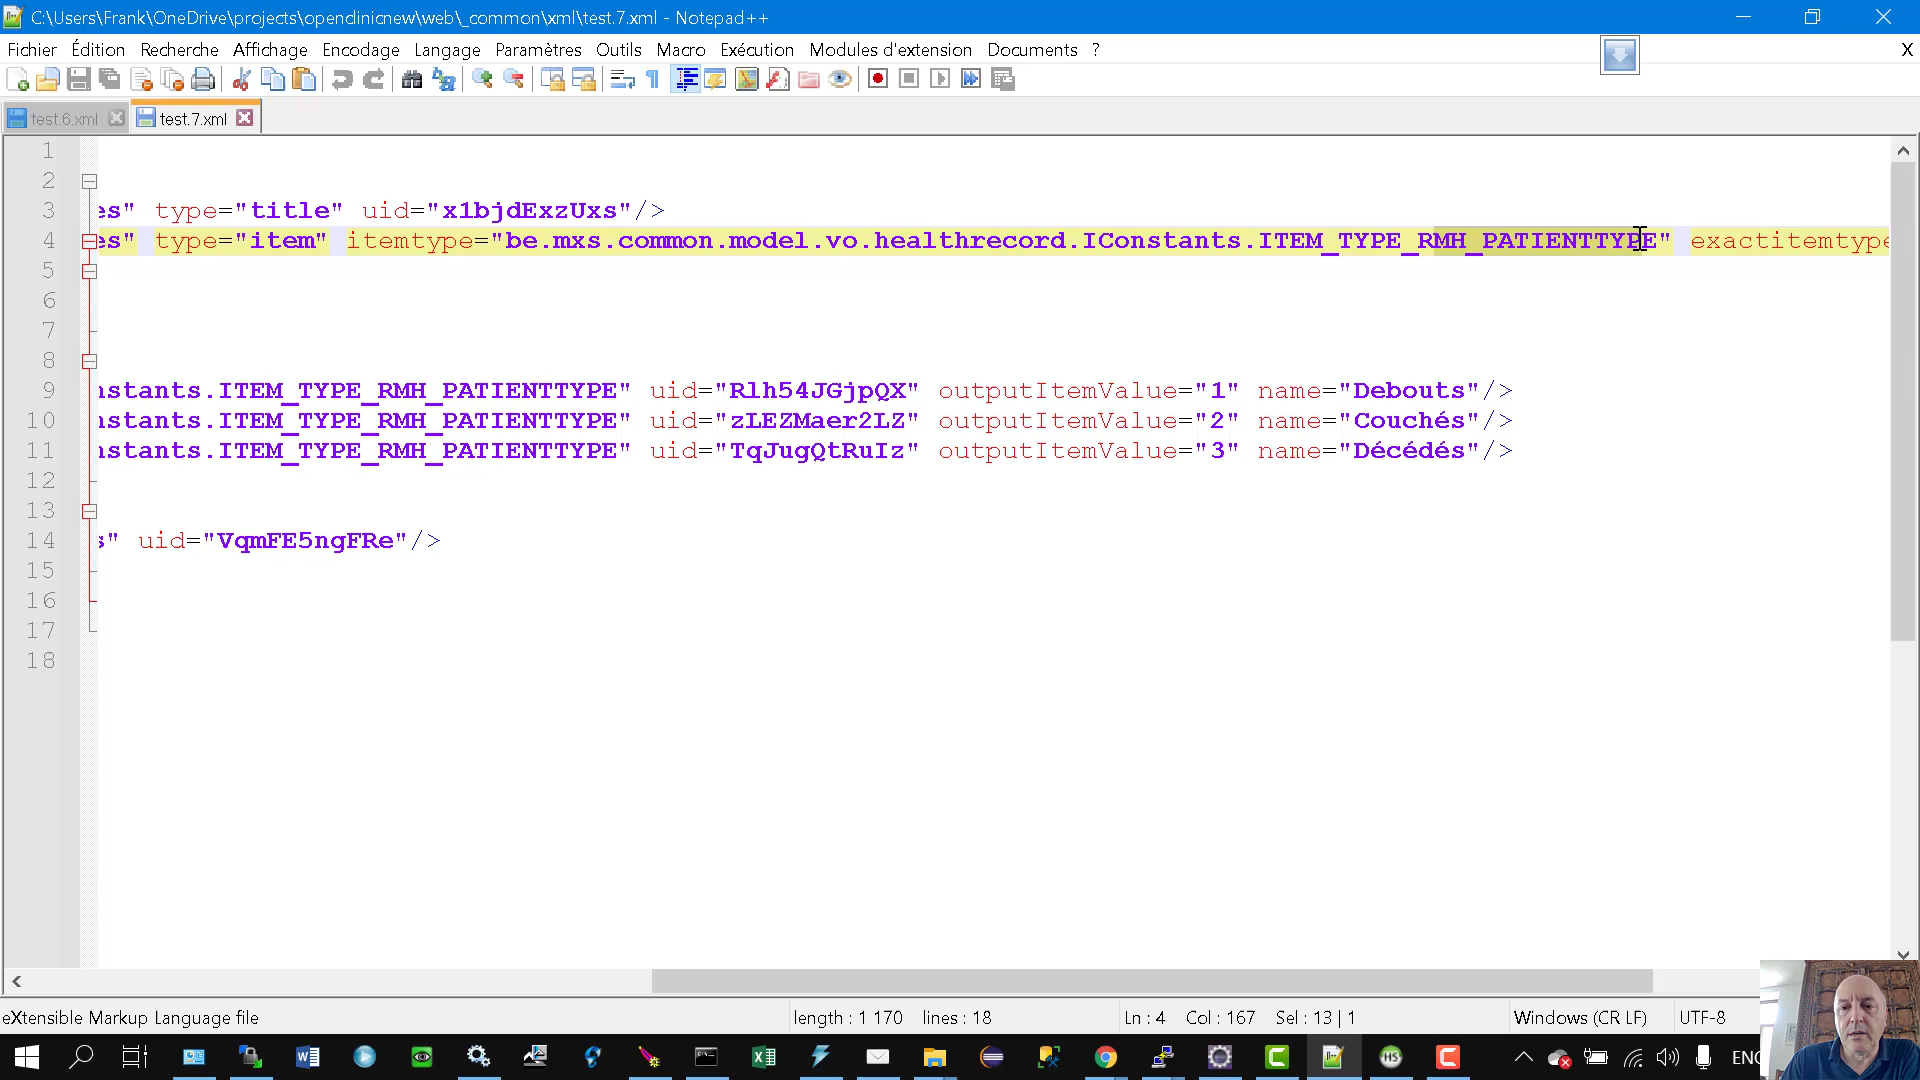 C:\Users\Frank\OneDrive\projects\openclinicnew\web\_common\xml\test.7.xml - Notepad++
Fichier Édition Recherche Affichage Encodage Langage Paramètres Outils Macro Exécution Modules d'extension Documents ? X
test.6.xml test.7.xml
1
2
3 es" type="title" uid="x1bjdExzUxs"/>
4 es" type="item" itemtype="be.mxs.common.model.vo.healthrecord.IConstants.ITEM_TYPE_RMH_PATIENTTYPE" exactitemtype
5
6
7
8
9 nstants.ITEM_TYPE_RMH_PATIENTTYPE" uid="Rlh54JGjpQX" outputItemValue="1" name="Debouts"/>
10 nstants.ITEM_TYPE_RMH_PATIENTTYPE" uid="zLEZMaer2LZ" outputItemValue="2" name="Couchés"/>
11 nstants.ITEM_TYPE_RMH_PATIENTTYPE" uid="TqJugQtRuIz" outputItemValue="3" name="Décédés"/>
12
13
14 s" uid="VqmFE5ngFRe"/>
15
16
17
18
eXtensible Markup Language file length : 1 170 lines : 18 Ln : 4 Col : 167 Sel : 13 | 1 Windows (CR LF) UTF-8
ENG